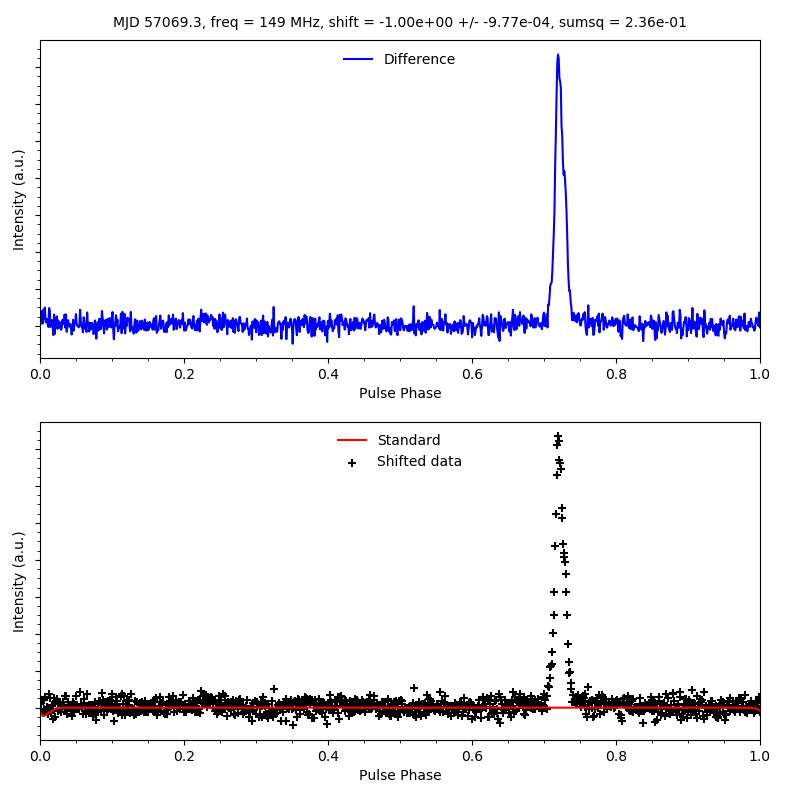 MJD 57069.3, freq = 149 MHz, shift = -1.00e+00 +/- -9.77e-04, sumsq = 2.36e-01
Difference
Intensity (a.u.)
0.0 0.2 0.4 0.6 0.8 1.0
Pulse Phase
Standard
Shifted data
Intensity (a.u.)
0.0 0.2 0.4 0.6 0.8 1.0
Pulse Phase